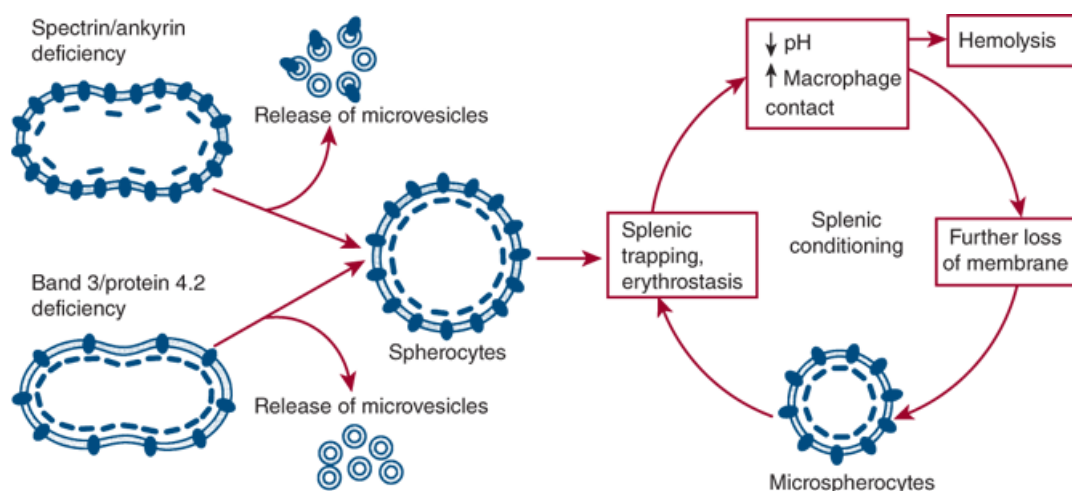 Spectrin/ankyrin
deficiency
Release of microvesicles
Band 3/protein 4.2
deficiency
Release of microvesicles
Spherocytes
Splenic
trapping,
erythrostasis
↓ pH
↑ Macrophage
contact
Hemolysis
Splenic
conditioning
Further loss
of membrane
Microspherocytes